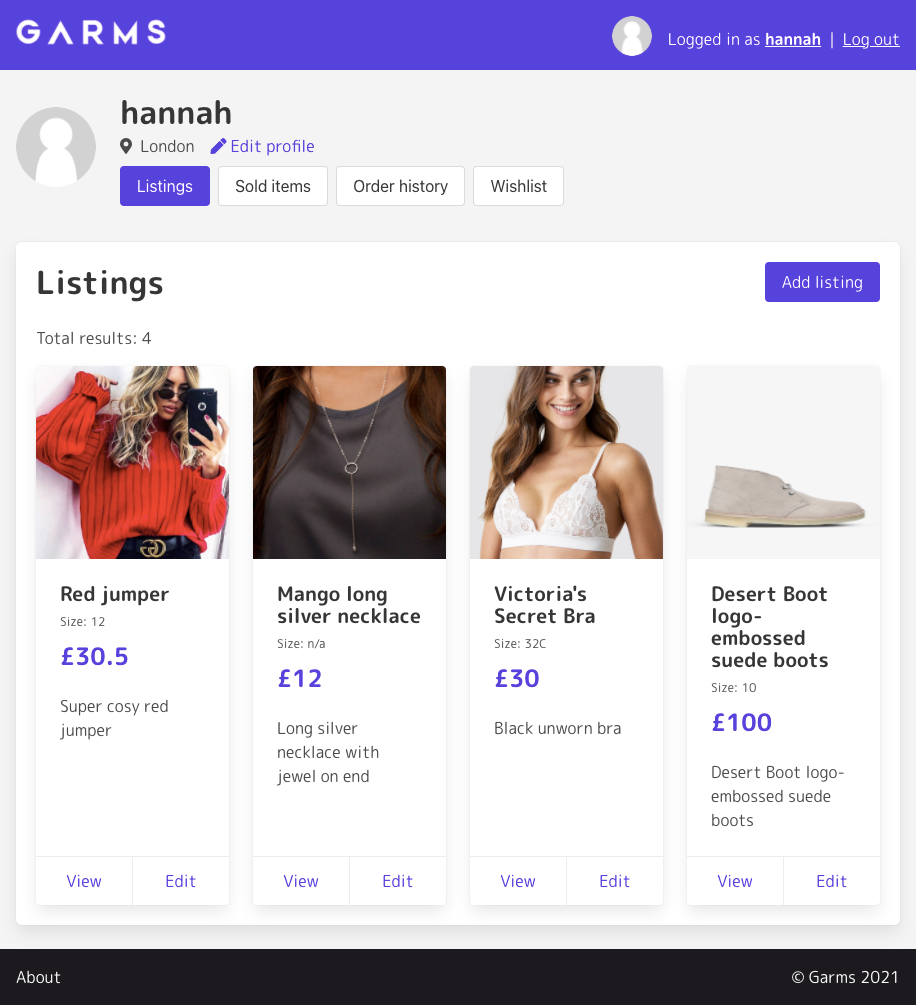 GARMS
Logged in as hannah | Log out
hannah
London Edit profile
Listings Sold items Order history Wishlist
Listings
Add listing
Total results: 4
Red jumper
Size: 12
£30.5
Super cosy red
jumper
View Edit
Mango long
silver necklace
Size: n/a
£12
Long silver
necklace with
jewel on end
View Edit
Victoria's
Secret Bra
Size: 32C
£30
Black unworn bra
View Edit
Desert Boot
logo-
embossed
suede boots
Size: 10
£100
Desert Boot logo-
embossed suede
boots
View Edit
About
© Garms 2021